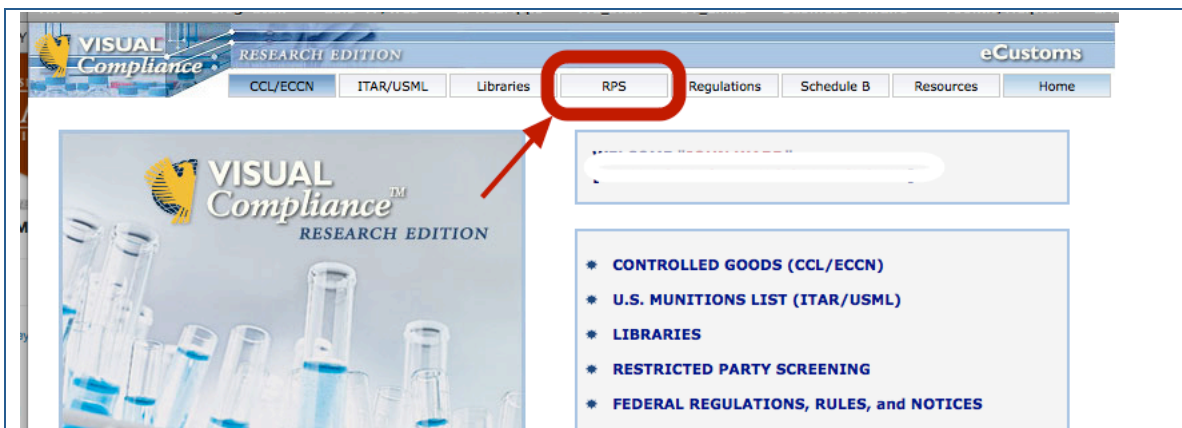 VISUAL
Compliance
RESEARCH EDITION
eCustoms
CCL/ECCN ITAR/USML Libraries RPS Regulations Schedule B Resources Home
VISUAL
Compliance™
RESEARCH EDITION
CONTROLLED GOODS (CCL/ECCN)
U.S. MUNITIONS LIST (ITAR/USML)
LIBRARIES
RESTRICTED PARTY SCREENING
FEDERAL REGULATIONS, RULES, and NOTICES